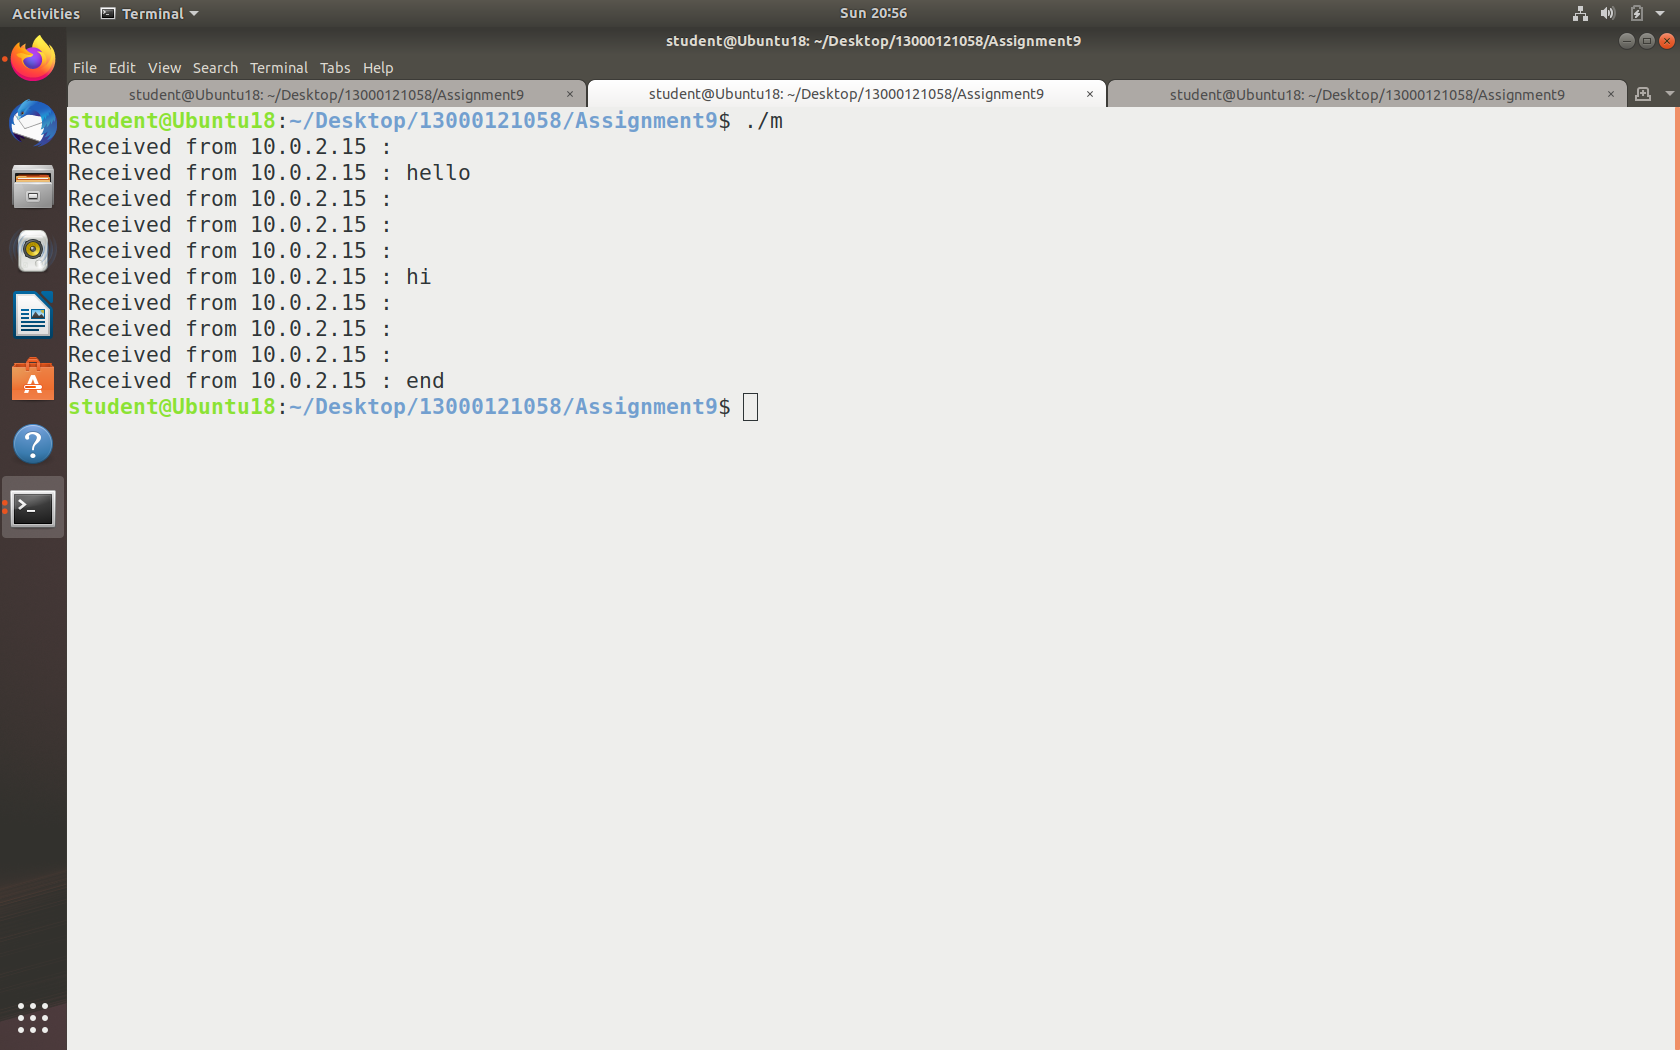 Activities Terminal Sun 20:56
student@Ubuntu18: ~/Desktop/13000121058/Assignment9
File Edit View Search Terminal Tabs Help
student@Ubuntu18: ~/Desktop/13000121058/Assignment9 × student@Ubuntu18: ~/Desktop/13000121058/Assignment9 × student@Ubuntu18: ~/Desktop/13000121058/Assignment9 ×
student@Ubuntu18:~/Desktop/13000121058/Assignment9$ ./m
Received from 10.0.2.15 :
Received from 10.0.2.15 : hello
Received from 10.0.2.15 :
Received from 10.0.2.15 :
Received from 10.0.2.15 :
Received from 10.0.2.15 : hi
Received from 10.0.2.15 :
Received from 10.0.2.15 :
Received from 10.0.2.15 :
Received from 10.0.2.15 : end
student@Ubuntu18:~/Desktop/13000121058/Assignment9$